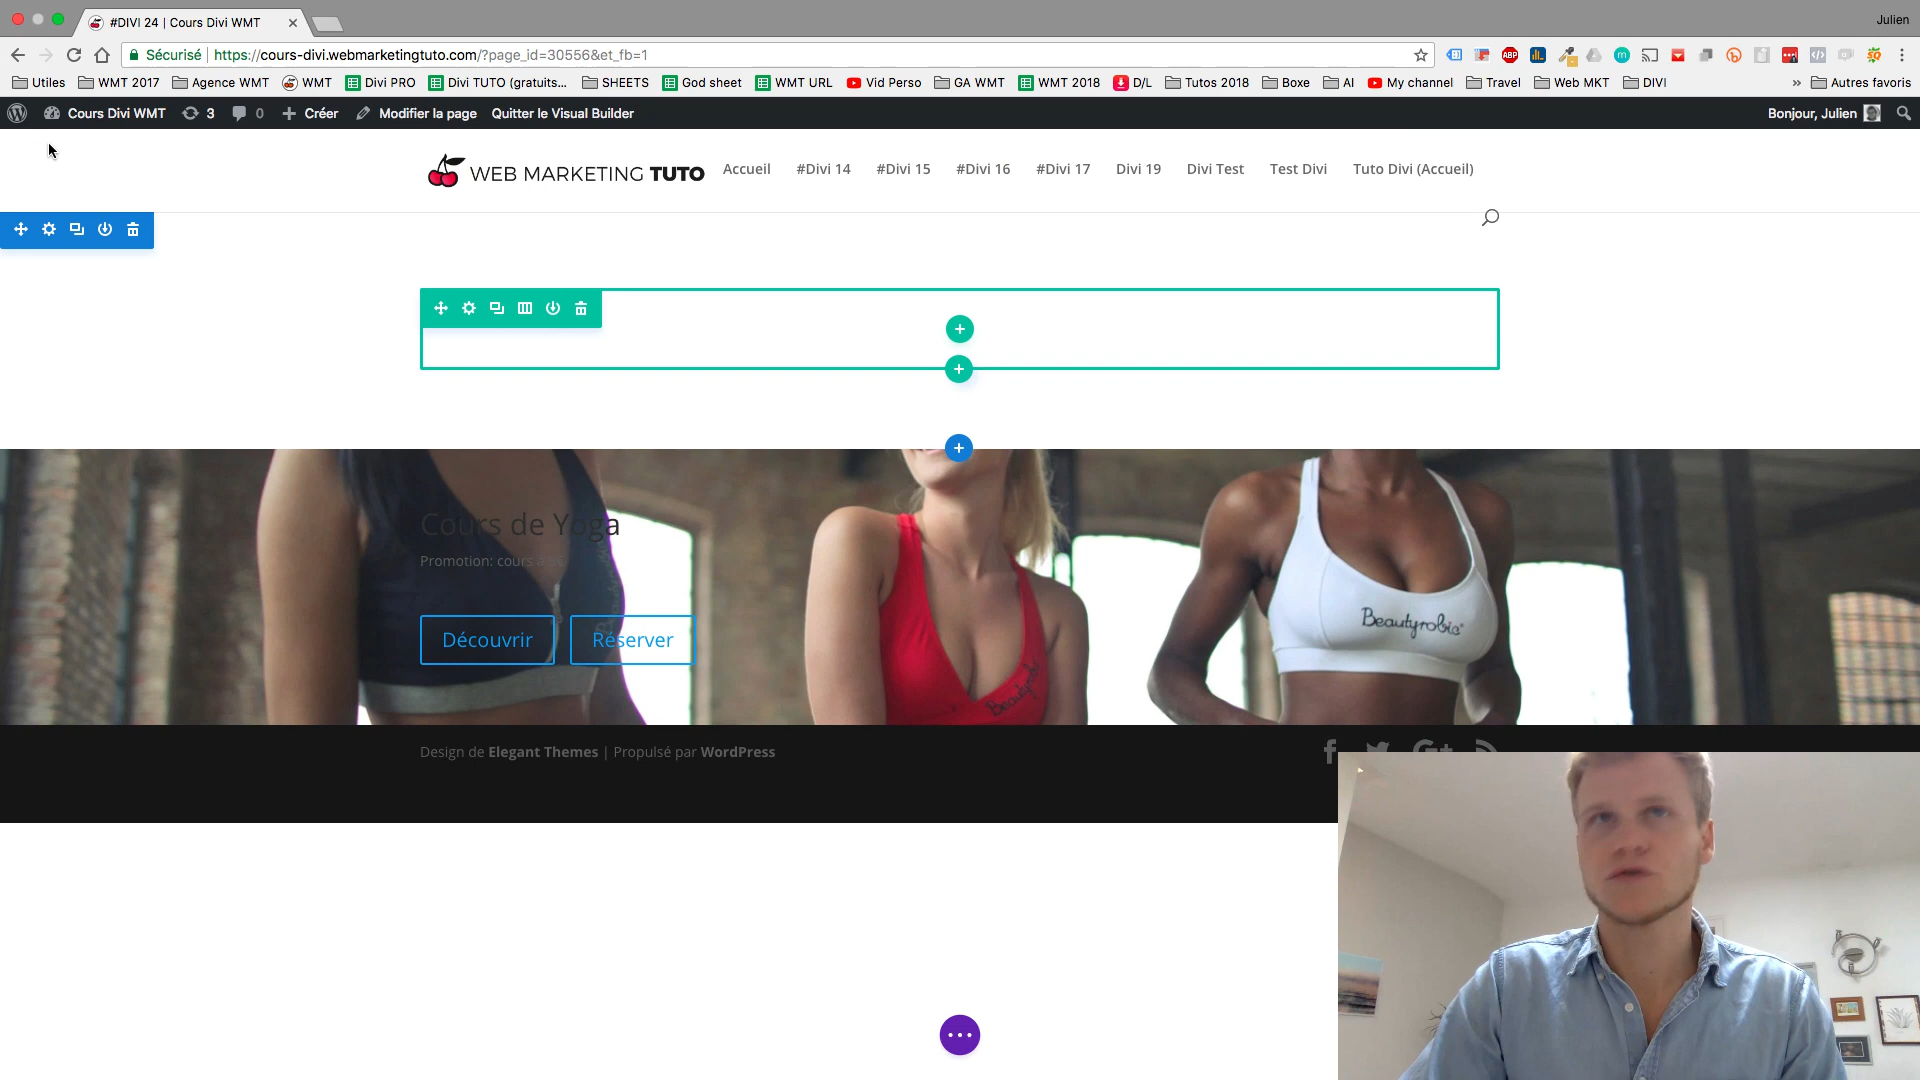 #DIVI 24 | Cours Divi WMT
Julien
Sécurisé | https://cours-divi.webmarketingtuto.com/?page_id=30556&et_fb=1
ABP
Utiles WMT 2017 Agence WMT WMT Divi PRO Divi TUTO (gratuits... SHEETS God sheet WMT URL Vid Perso GA WMT WMT 2018 D/L Tutos 2018 Boxe AI My channel Travel Web MKT DIVI » Autres favoris
Cours Divi WMT 3 0 Créer Modifier la page Quitter le Visual Builder Bonjour, Julien
WEB MARKETING TUTO Accueil #Divi 14 #Divi 15 #Divi 16 #Divi 17 Divi 19 Divi Test Test Divi Tuto Divi (Accueil)
Cours de Yoga
Promotion: cours
Découvrir Réserver
Beautyrobic
Beautyrobic
Design de Elegant Themes | Propulsé par WordPress